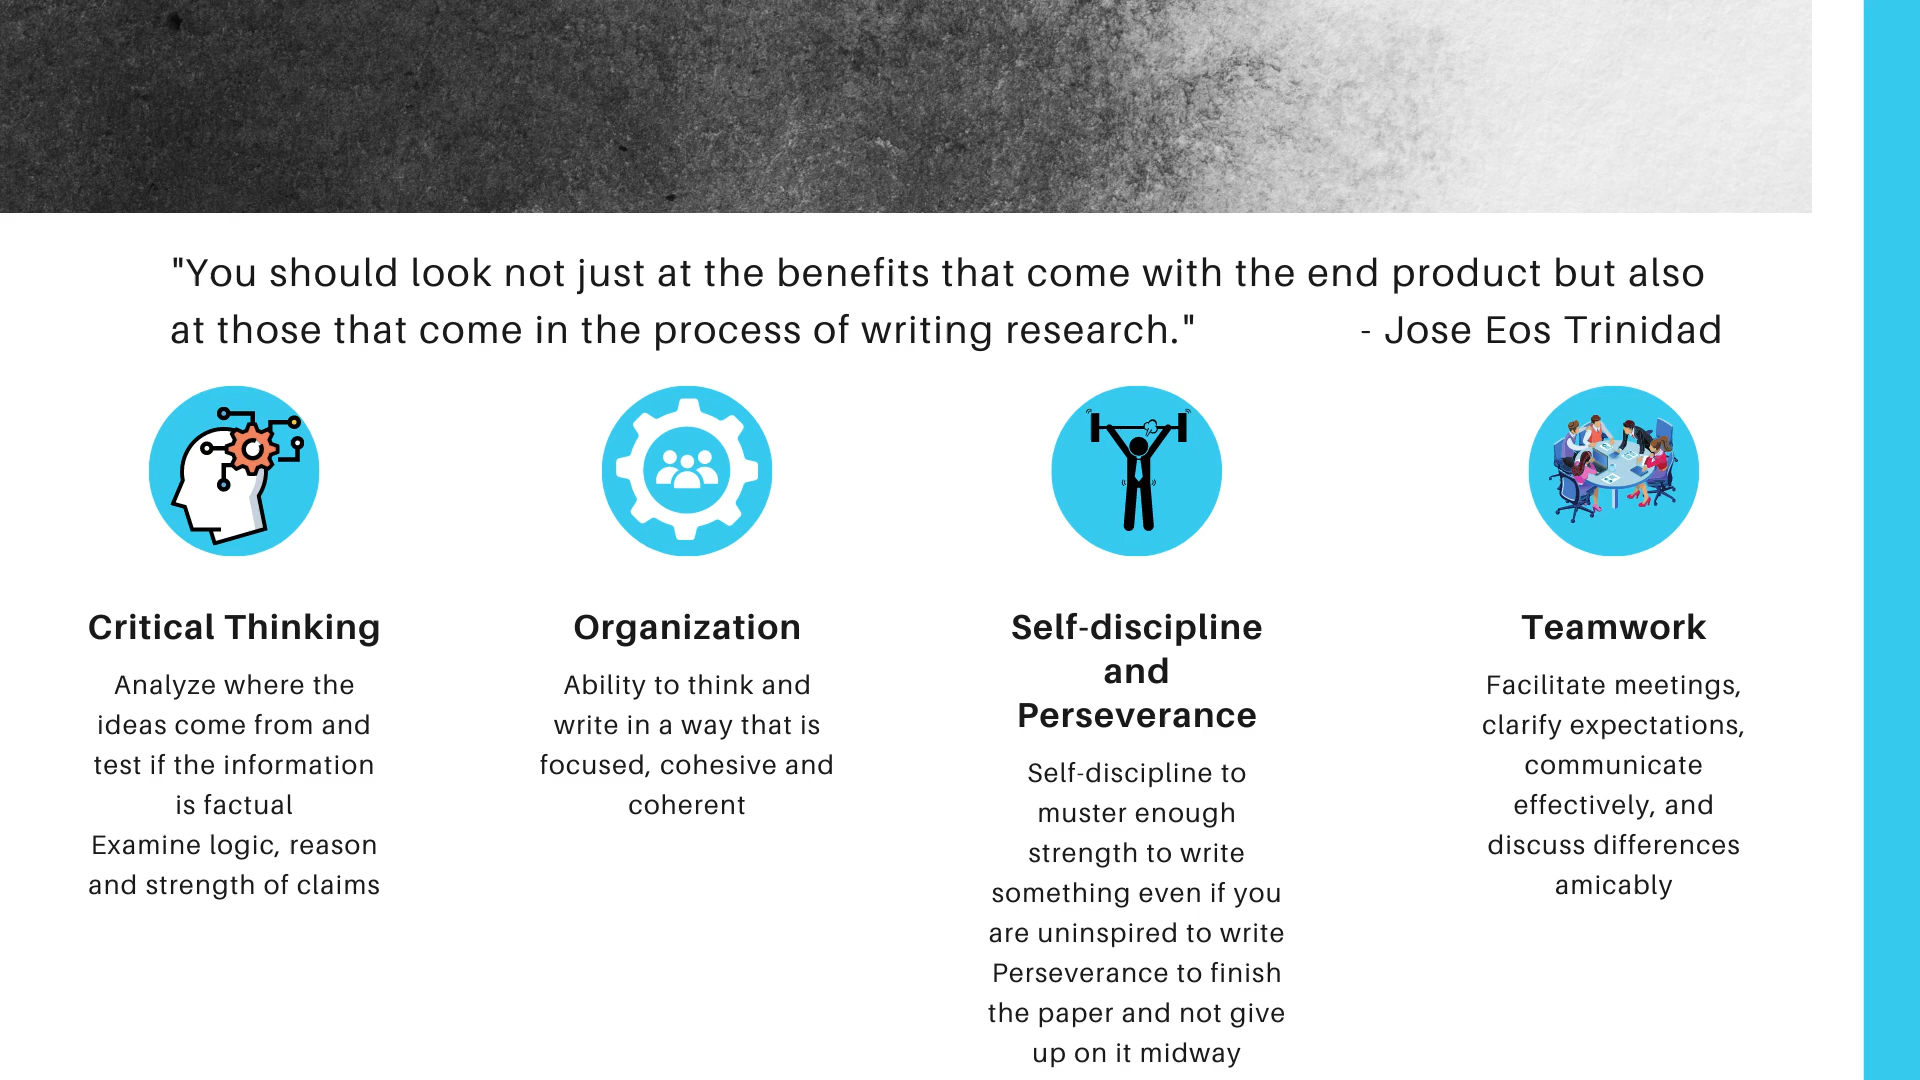 "You should look not just at the benefits that come with the end product but also
at those that come in the process of writing research." - Jose Eos Trinidad
Critical Thinking
Analyze where the
ideas come from and
test if the information
is factual
Examine logic, reason
and strength of claims
Organization
Ability to think and
write in a way that is
focused, cohesive and
coherent
Self-discipline
and
Perseverance
Self-discipline to
muster enough
strength to write
something even if you
are uninspired to write
Perseverance to finish
the paper and not give
up on it midway
Teamwork
Facilitate meetings,
clarify expectations,
communicate
effectively, and
discuss differences
amicably